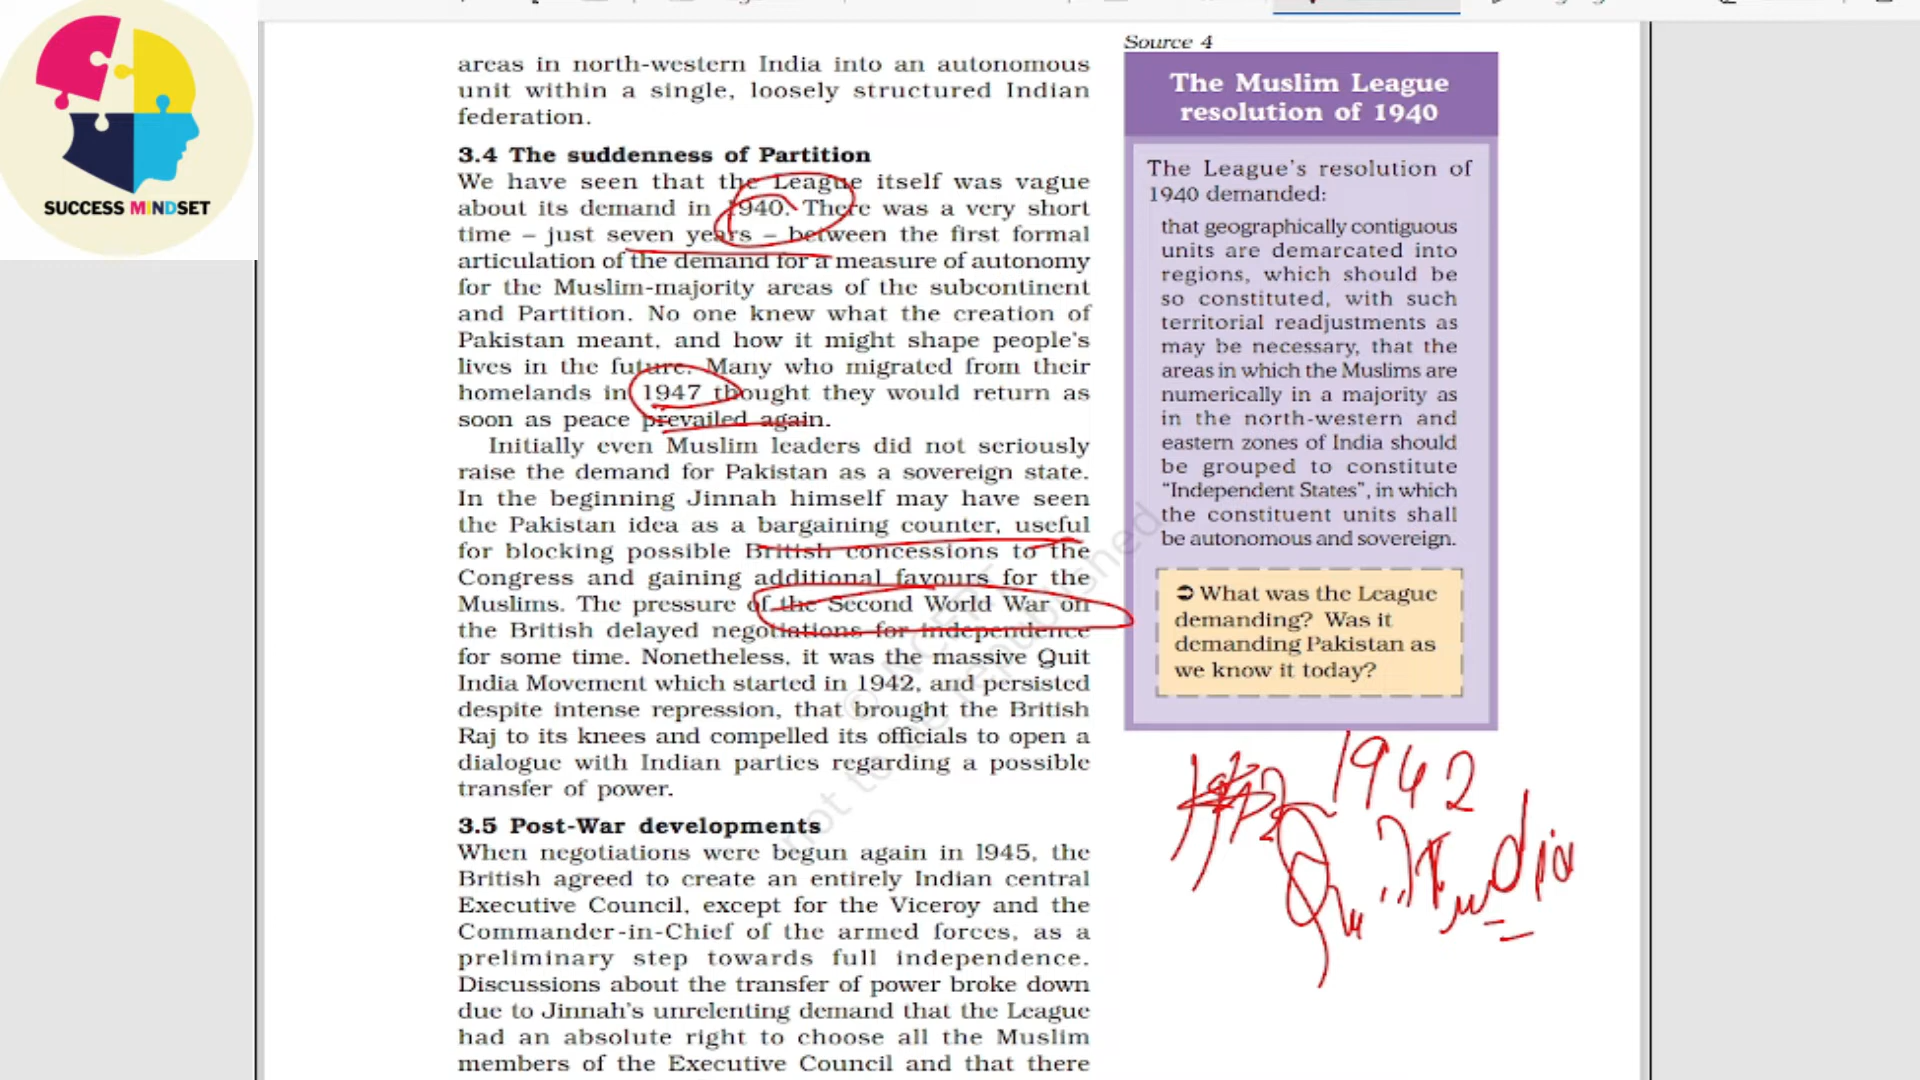 SUCCESS MINDSET
areas in north-western India into an autonomous
unit within a single, loosely structured Indian
federation.
3.4 The suddenness of Partition
We have seen that the League itself was vague
about its demand in 1940. There was a very short
time – just seven years – between the first formal
articulation of the demand for a measure of autonomy
for the Muslim-majority areas of the subcontinent
and Partition. No one knew what the creation of
Pakistan meant, and how it might shape people's
lives in the future. Many who migrated from their
homelands in 1947 thought they would return as
soon as peace prevailed again.
Initially even Muslim leaders did not seriously
raise the demand for Pakistan as a sovereign state.
In the beginning Jinnah himself may have seen
the Pakistan idea as a bargaining counter, useful
for blocking possible British concessions to the
Congress and gaining additional favours for the
Muslims. The pressure of the Second World War on
the British delayed negotiations for independence
for some time. Nonetheless, it was the massive Quit
India Movement which started in 1942, and persisted
despite intense repression, that brought the British
Raj to its knees and compelled its officials to open a
dialogue with Indian parties regarding a possible
transfer of power.
3.5 Post-War developments
When negotiations were begun again in 1945, the
British agreed to create an entirely Indian central
Executive Council, except for the Viceroy and the
Commander-in-Chief of the armed forces, as a
preliminary step towards full independence.
Discussions about the transfer of power broke down
due to Jinnah's unrelenting demand that the League
had an absolute right to choose all the Muslim
members of the Executive Council and that there
Source 4
The Muslim League
resolution of 1940
The League's resolution of
1940 demanded:
that geographically contiguous
units are demarcated into
regions, which should be
so constituted, with such
territorial readjustments as
may be necessary, that the
areas in which the Muslims are
numerically in a majority as
in the north-western and
eastern zones of India should
be grouped to constitute
“Independent States”, in which
the constituent units shall
be autonomous and sovereign.
➲ What was the League
demanding? Was it
demanding Pakistan as
we know it today?
© NCERT
not to be republished
1942
India